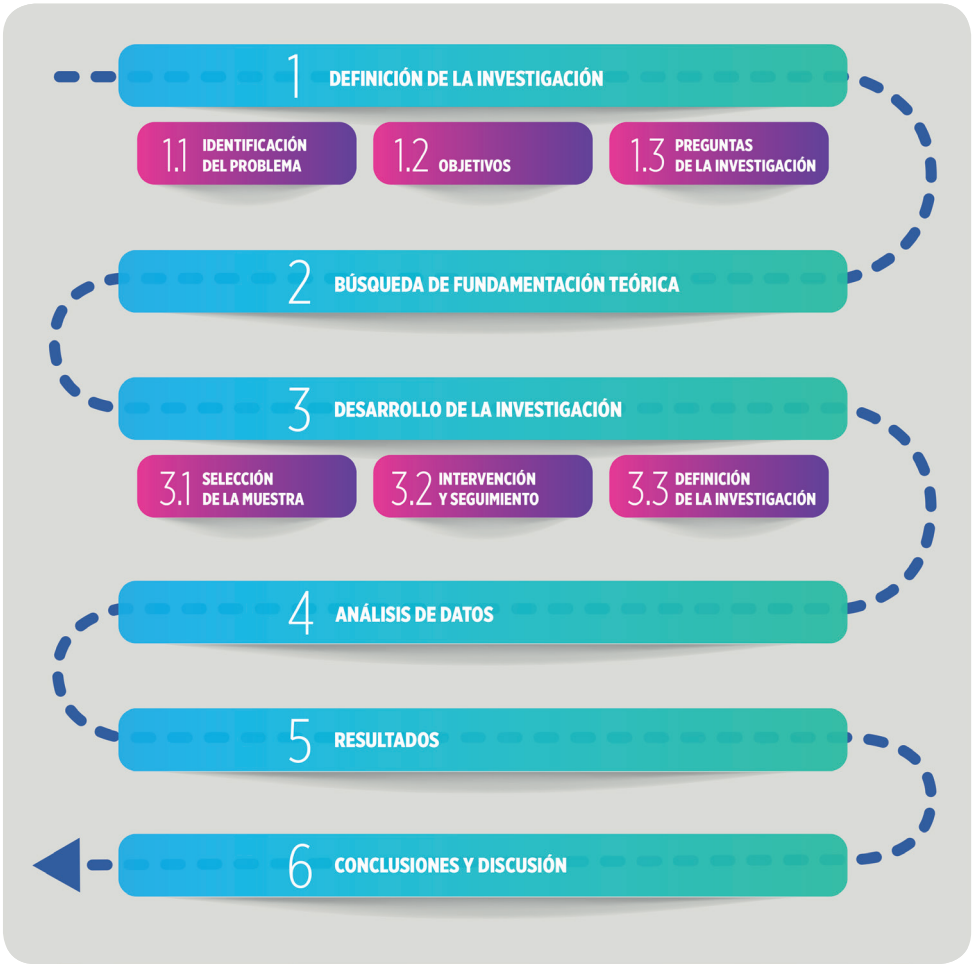 1 DEFINICIÓN DE LA INVESTIGACIÓN
1.1 IDENTIFICACIÓN
DEL PROBLEMA
1.2 OBJETIVOS
1.3 PREGUNTAS
DE LA INVESTIGACIÓN
2 BÚSQUEDA DE FUNDAMENTACIÓN TEÓRICA
3 DESARROLLO DE LA INVESTIGACIÓN
3.1 SELECCIÓN
DE LA MUESTRA
3.2 INTERVENCIÓN
Y SEGUIMIENTO
3.3 DEFINICIÓN
DE LA INVESTIGACIÓN
4 ANÁLISIS DE DATOS
5 RESULTADOS
6 CONCLUSIONES Y DISCUSIÓN